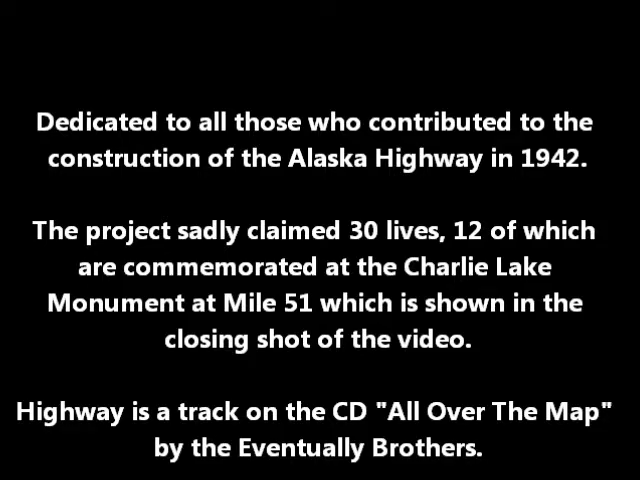 Dedicated to all those who contributed to the
construction of the Alaska Highway in 1942.
The project sadly claimed 30 lives, 12 of which
are commemorated at the Charlie Lake
Monument at Mile 51 which is shown in the
closing shot of the video.
Highway is a track on the CD "All Over The Map"
by the Eventually Brothers.